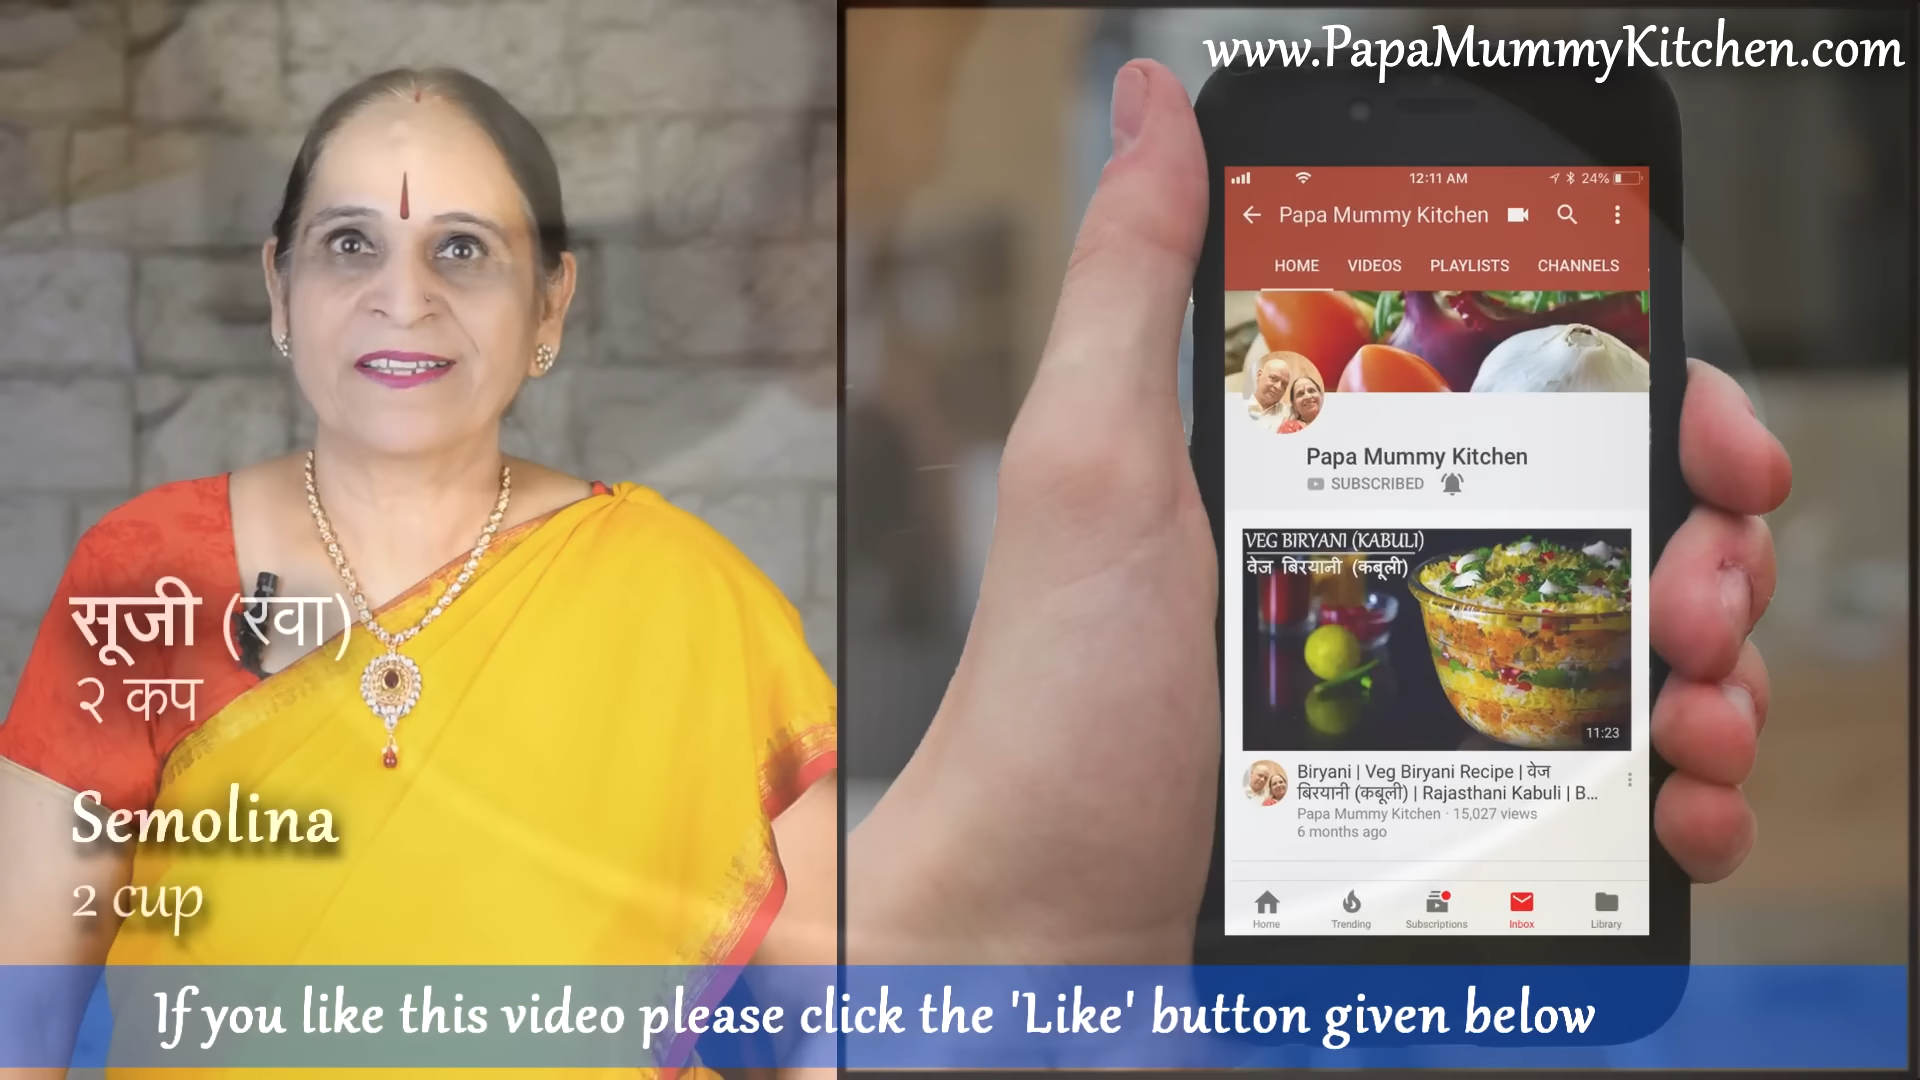 www.PapaMummyKitchen.com
सूजी (रवा)
२ कप
Semolina
2 cup
12:11 AM
24%
Papa Mummy Kitchen
HOME VIDEOS PLAYLISTS CHANNELS
Papa Mummy Kitchen
SUBSCRIBED
VEG BIRYANI (KABULI)
वेज बिरयानी (कबूली)
11:23
Biryani | Veg Biryani Recipe | वेज
बिरयानी (कबूली) | Rajasthani Kabuli | B...
Papa Mummy Kitchen · 15,027 views
6 months ago
Home Trending Subscriptions Inbox Library
If you like this video please click the 'Like' button given below